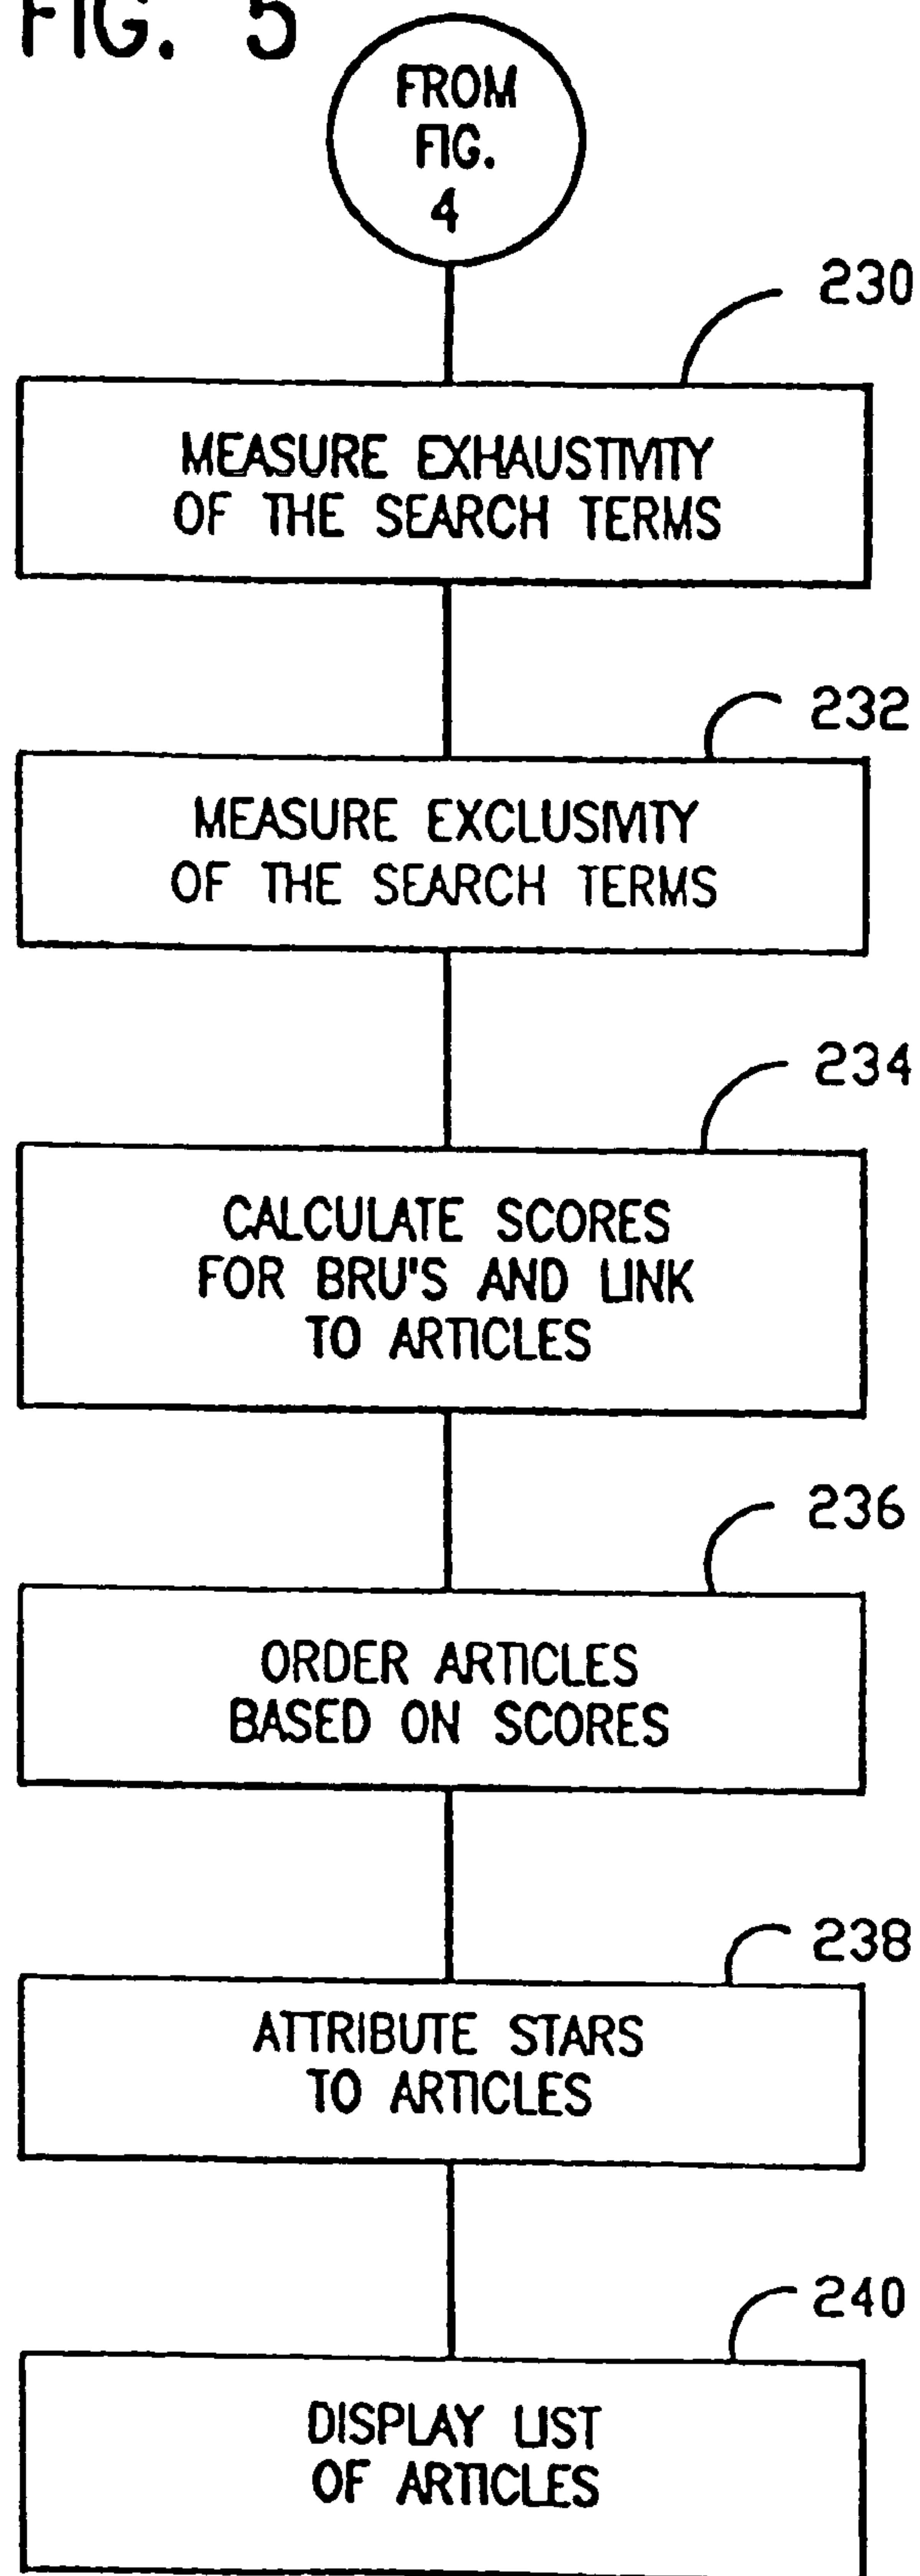 FIG. 5
FROM
FIG.
4
230
MEASURE EXHAUSTIVITY
OF THE SEARCH TERMS
232
MEASURE EXCLUSIVITY
OF THE SEARCH TERMS
234
CALCULATE SCORES
FOR BRU'S AND LINK
TO ARTICLES
236
ORDER ARTICLES
BASED ON SCORES
238
ATTRIBUTE STARS
TO ARTICLES
240
DISPLAY LIST
OF ARTICLES